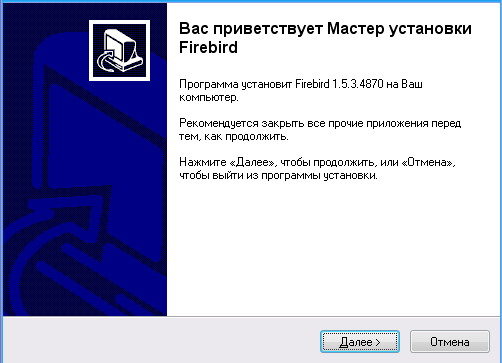 Вас приветствует Мастер установки
Firebird
Программа установит Firebird 1.5.3.4870 на Ваш
компьютер.
Рекомендуется закрыть все прочие приложения перед
тем, как продолжить.
Нажмите «Далее», чтобы продолжить, или «Отмена»,
чтобы выйти из программы установки.
Далее >
Отмена